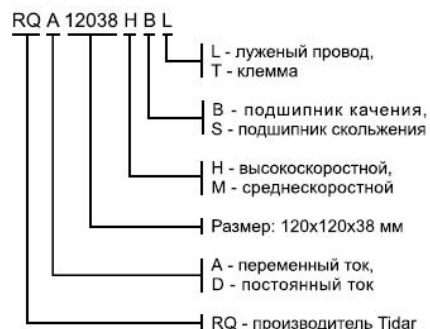 RQ A 12038 H B L
L - луженый провод,
Т - клемма
B - подшипник качения,
S - подшипник скольжения
H - высокоскоростной,
M - среднескоростной
Размер: 120x120x38 мм
A - переменный ток,
D - постоянный ток
RQ - производитель Tidar